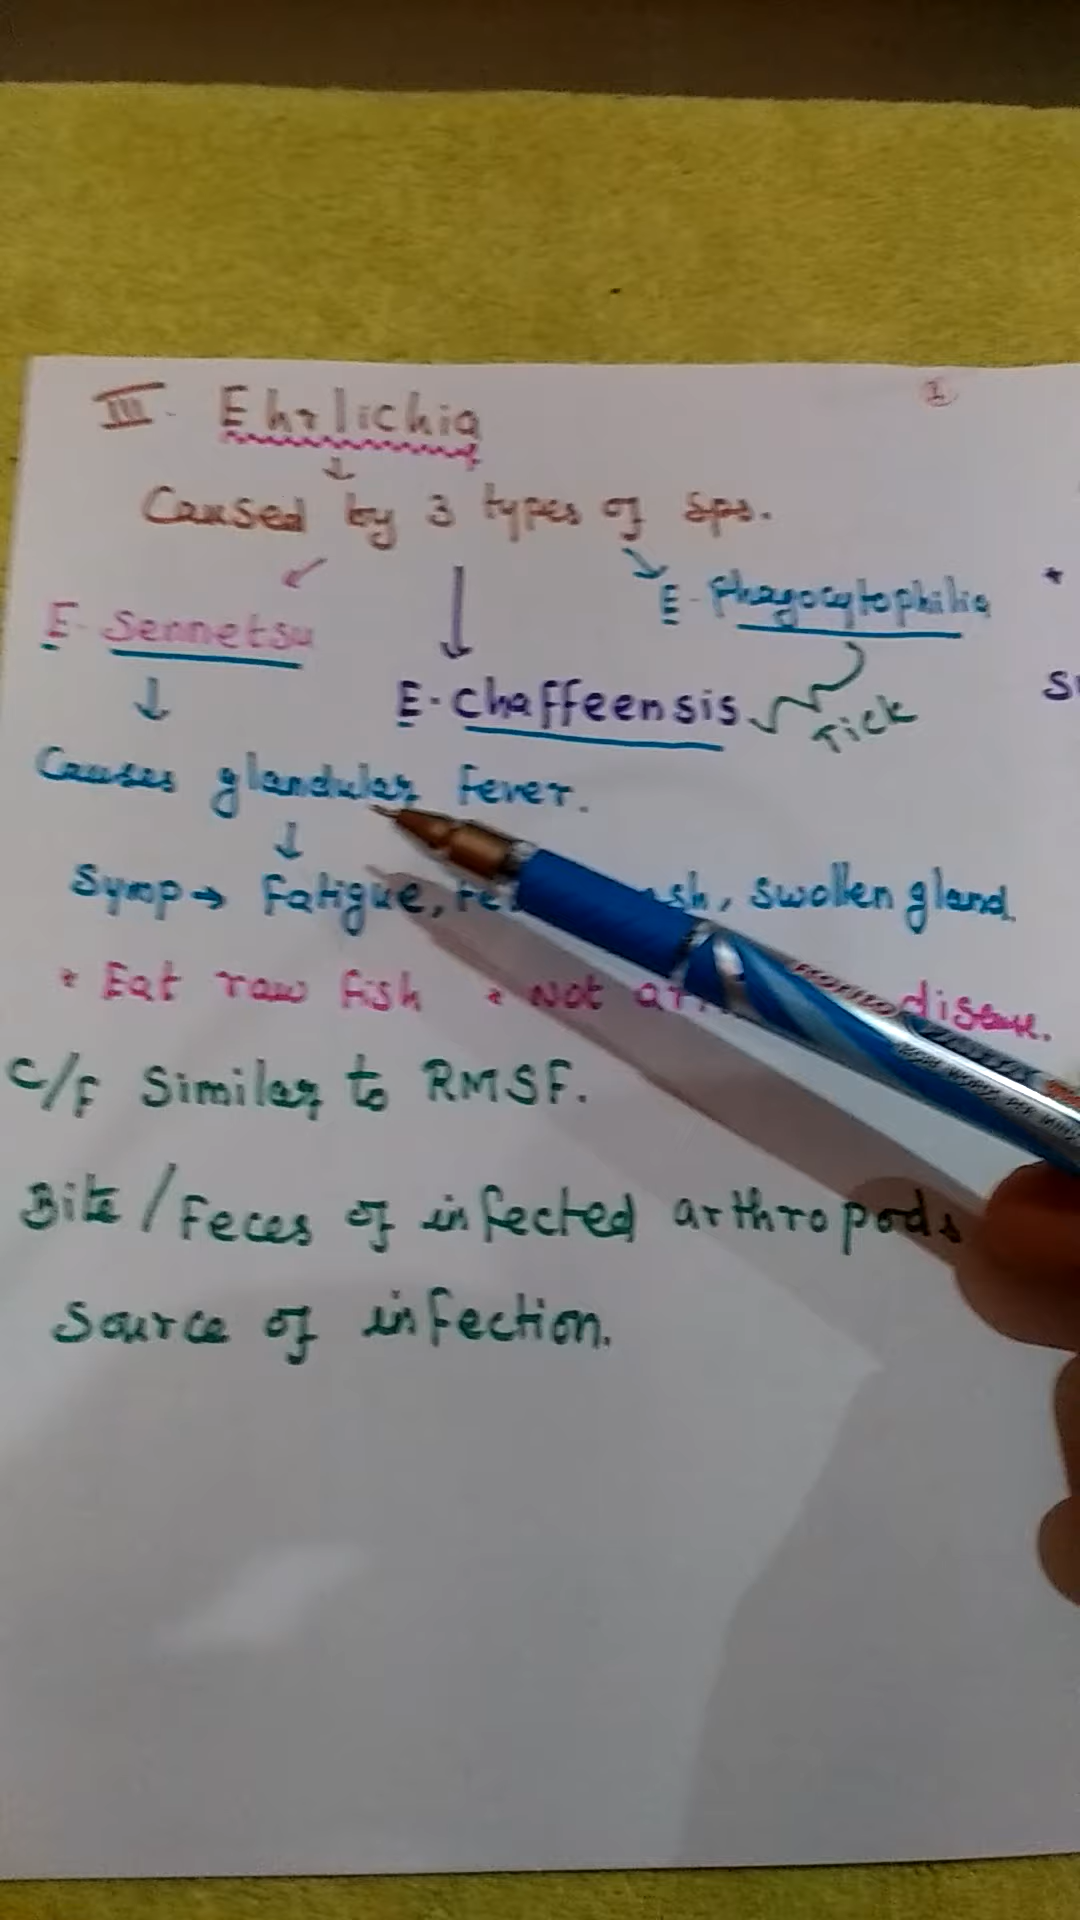 1
III. Ehrlichia
↓
Caused by 3 types of sps.
E. Sennetsu
E. Phagocytophilia
E. Chaffeensis
Tick
Causes glandular fever.
↓
Symp → Fatigue, swollen gland.
* Eat raw fish * Not disease.
C/F Similar to RMSF.
Bite / Feces of infected arthropods
Source of infection.